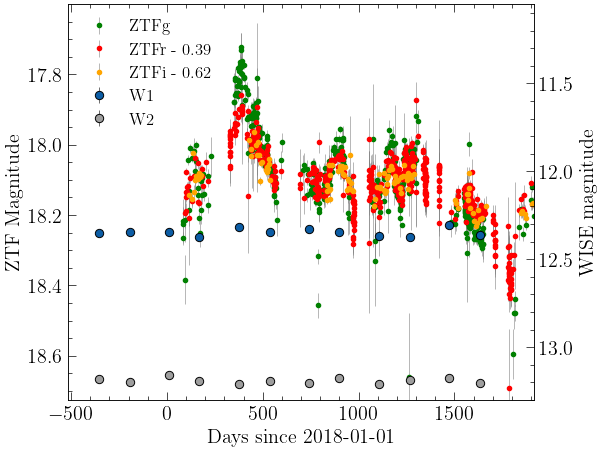 ZTFg
ZTFr - 0.39
ZTFi - 0.62
W1
W2
17.8
18.0
18.2
18.4
18.6
11.5
12.0
12.5
13.0
ZTF Magnitude
WISE magnitude
−500 0 500 1000 1500
Days since 2018-01-01